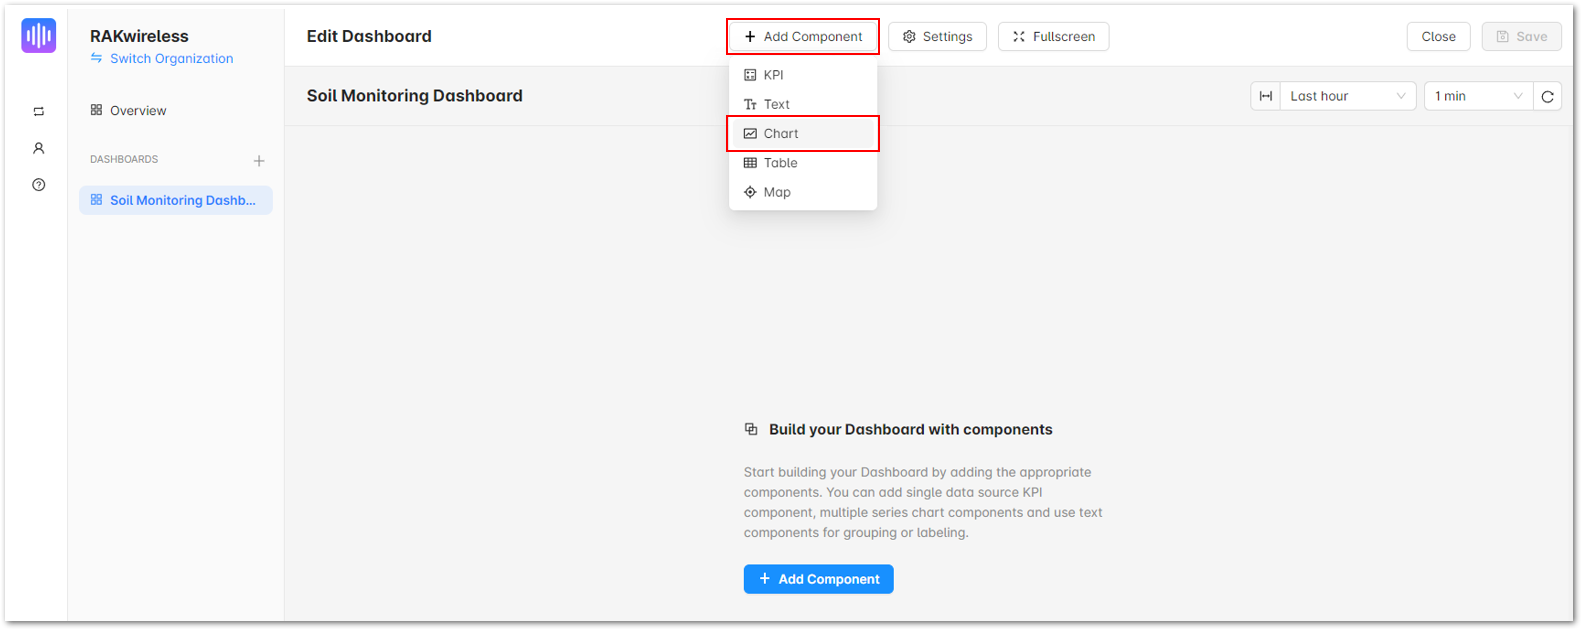 RAKwireless
Switch Organization
Overview
DASHBOARDS
Soil Monitoring Dashb...
Edit Dashboard
Add Component
Settings
Fullscreen
Close
Save
KPI
Text
Chart
Table
Map
Soil Monitoring Dashboard
Last hour
1 min
Build your Dashboard with components
Start building your Dashboard by adding the appropriate
components. You can add single data source KPI
component, multiple series chart components and use text
components for grouping or labeling.
Add Component